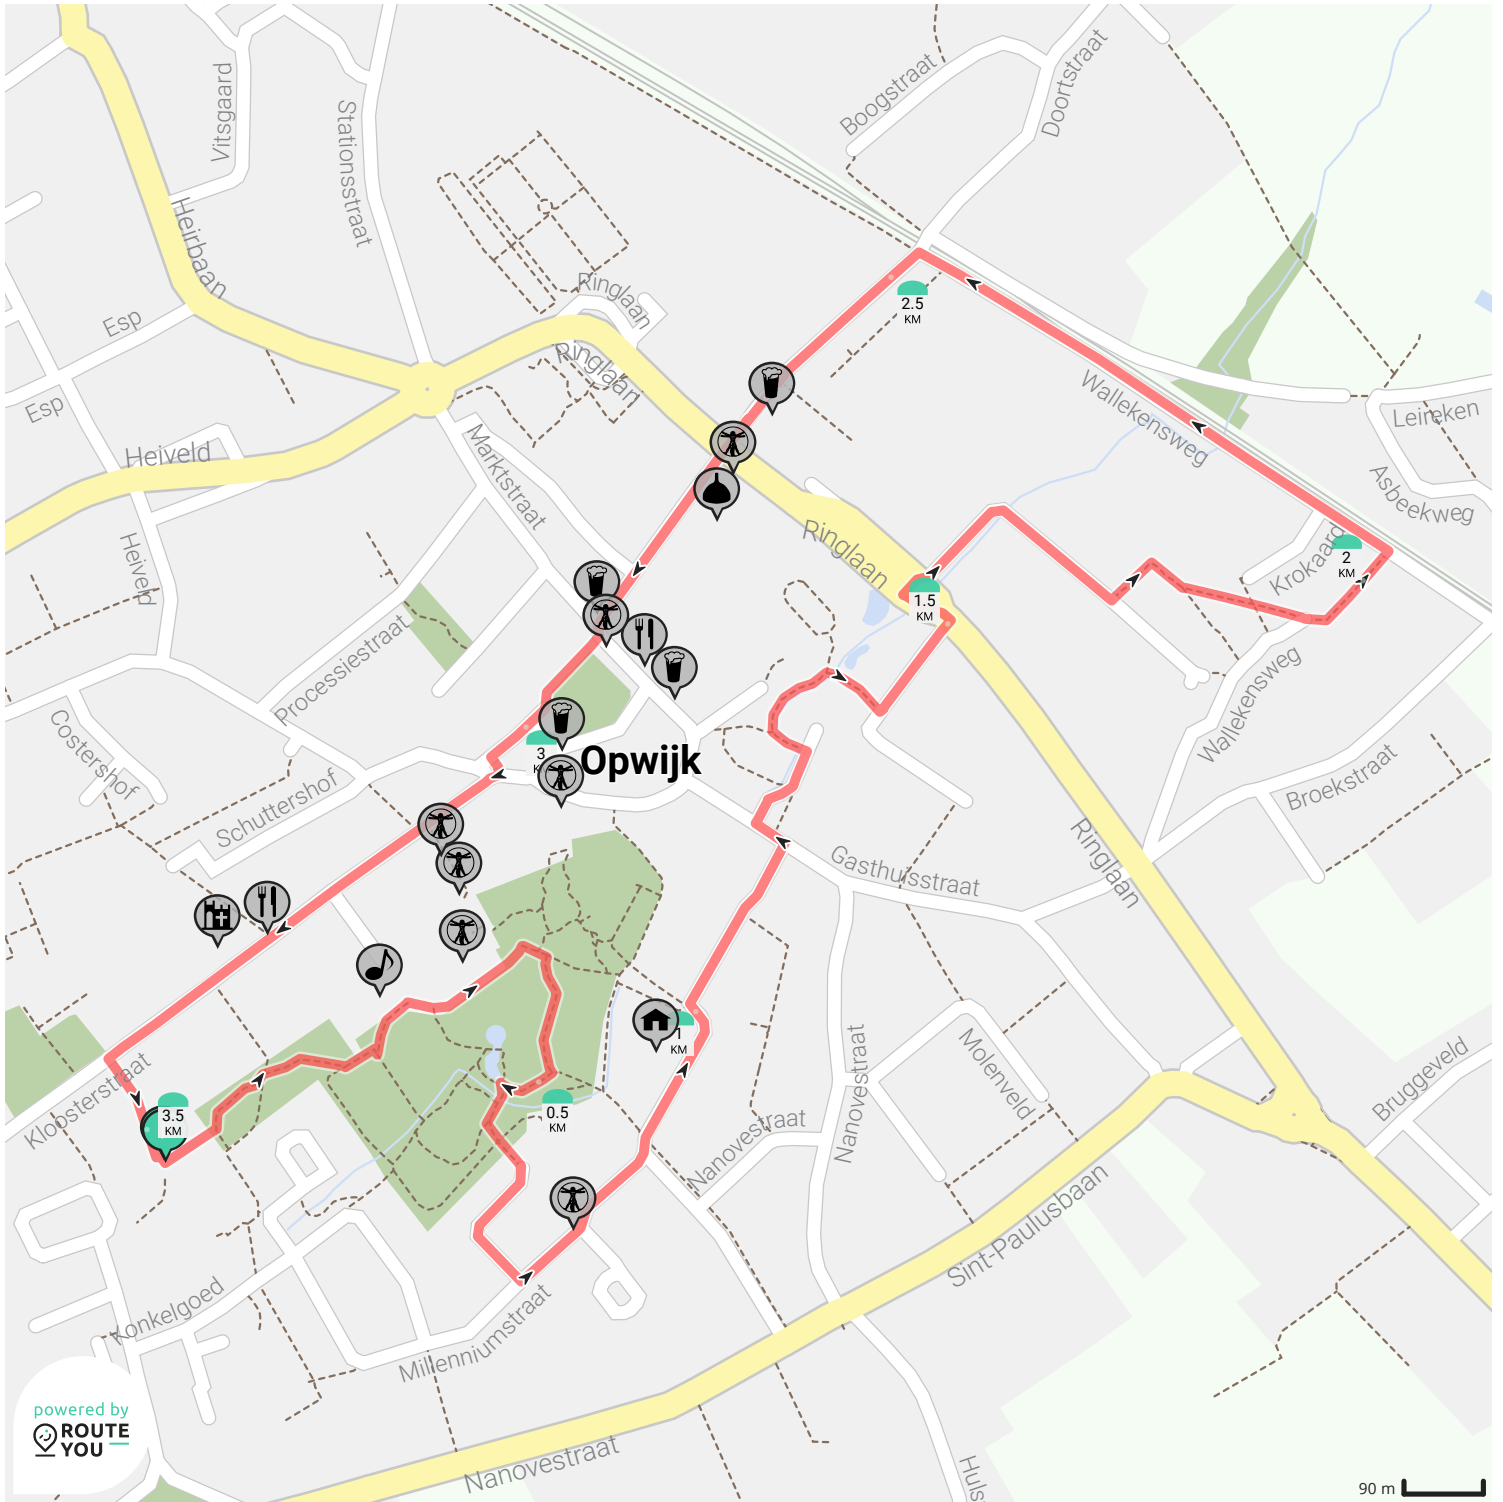 Vitsgaard
Stationsstraat
Boogstraat
Doortstraat
Heirbaan
Ringlaan
Esp
Ringlaan
2.5
KM
Esp
Wallekensweg
Leireken
Heiveld
Marktstraat
Asbeekweg
Heiveld
Ringlaan
Krokaard
2
KM
1.5
KM
Processiestraat
Wallekensweg
Costershof
3
Opwijk
Schuttershof
Broekstraat
Gasthuisstraat
Ringlaan
1
KM
Kloosterstraat
3.5
KM
0.5
KM
Nanovestraat
Nanovestraat
Molenveld
Bruggeveld
Sint-Paulusbaan
Konkelgoed
Millenniumstraat
powered by
ROUTE
YOU
Nanovestraat
Huls
90 m